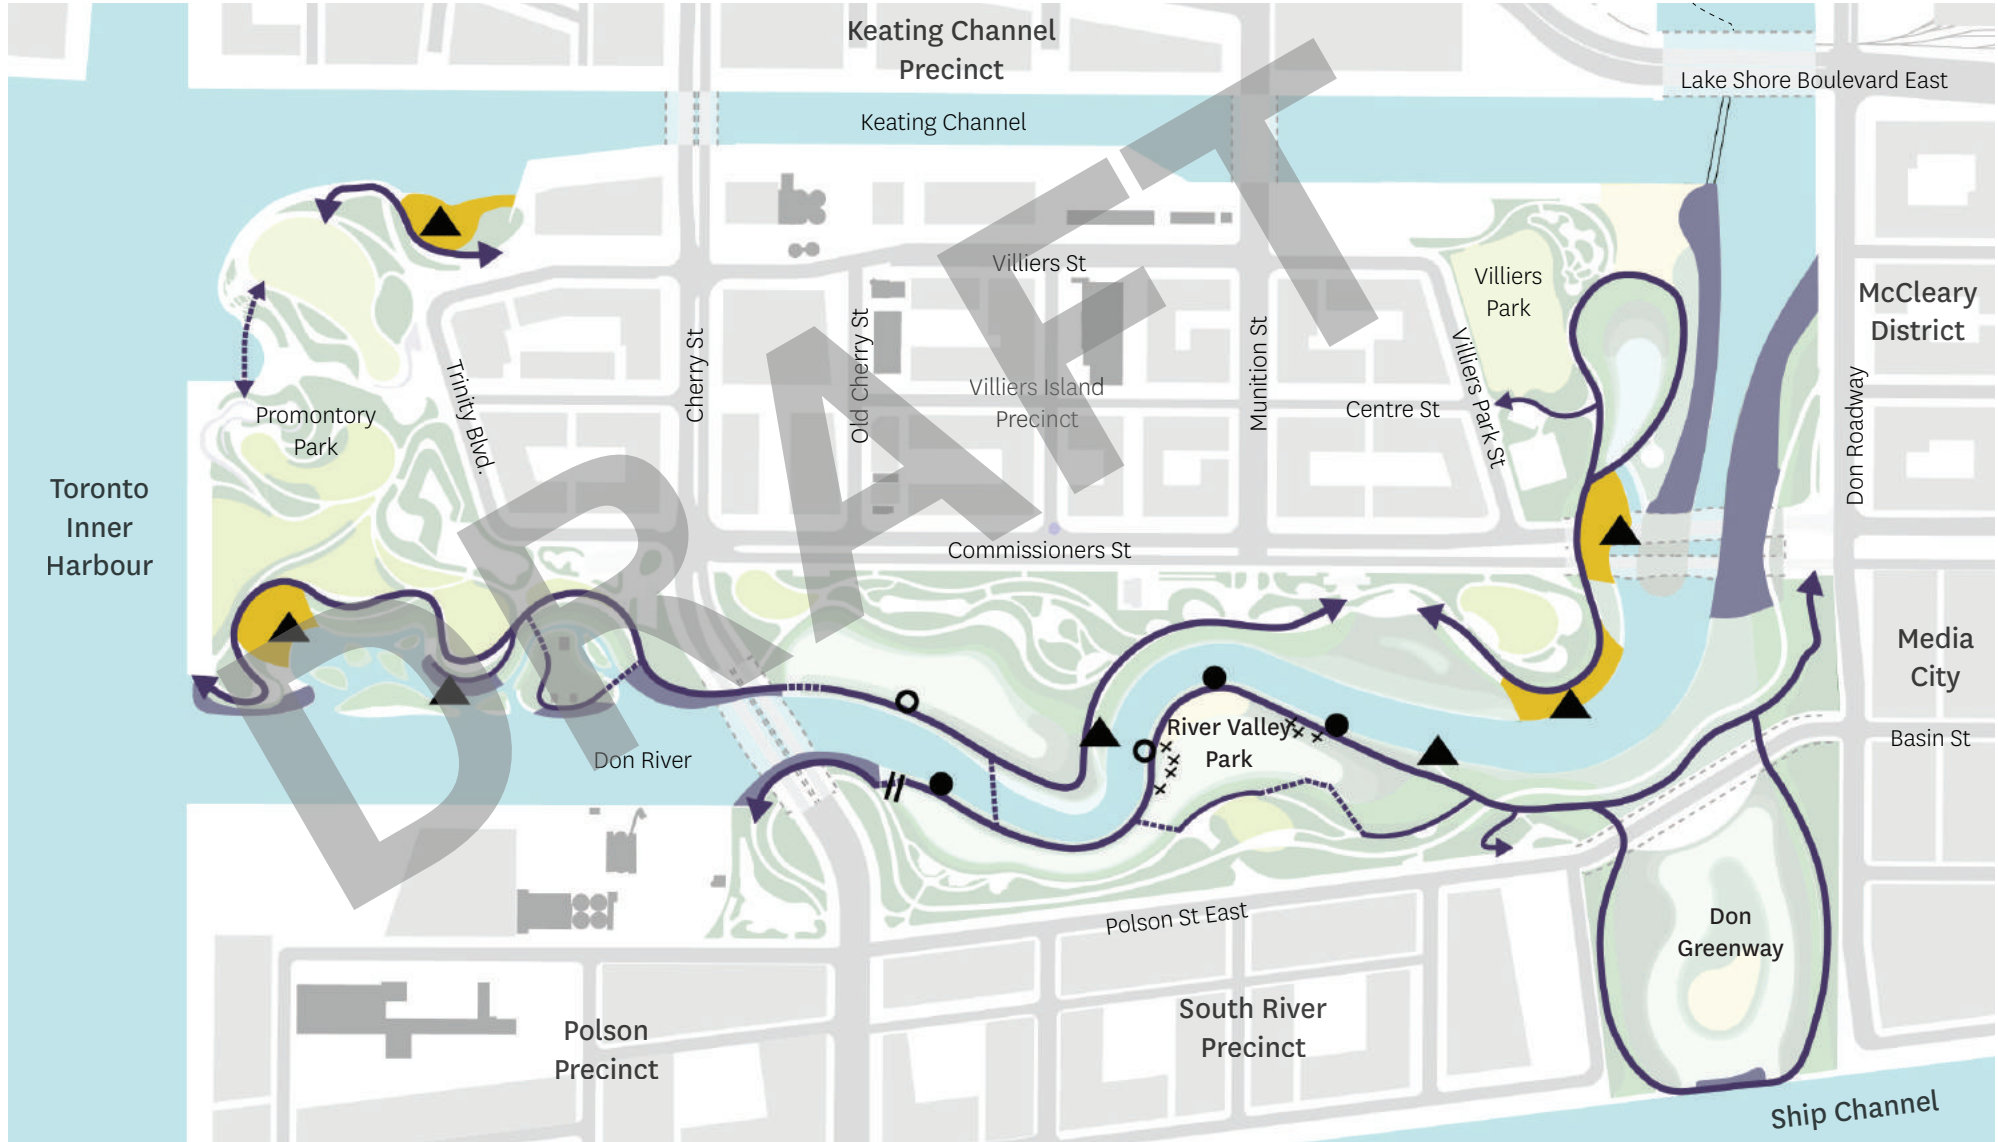 Keating Channel
Precinct
Lake Shore Boulevard East
Keating Channel
Villiers St
Villiers
Park
McCleary
District
Trinity Blvd.
Cherry St
Old Cherry St
Villiers Island
Precinct
Munition St
Centre St
Villiers Park St
Don Roadway
Promontory
Park
Toronto
Inner
Harbour
Commissioners St
DRAFT
Media
City
River Valley
Park
Basin St
Don River
Polson St East
Don
Greenway
South River
Precinct
Polson
Precinct
Ship Channel